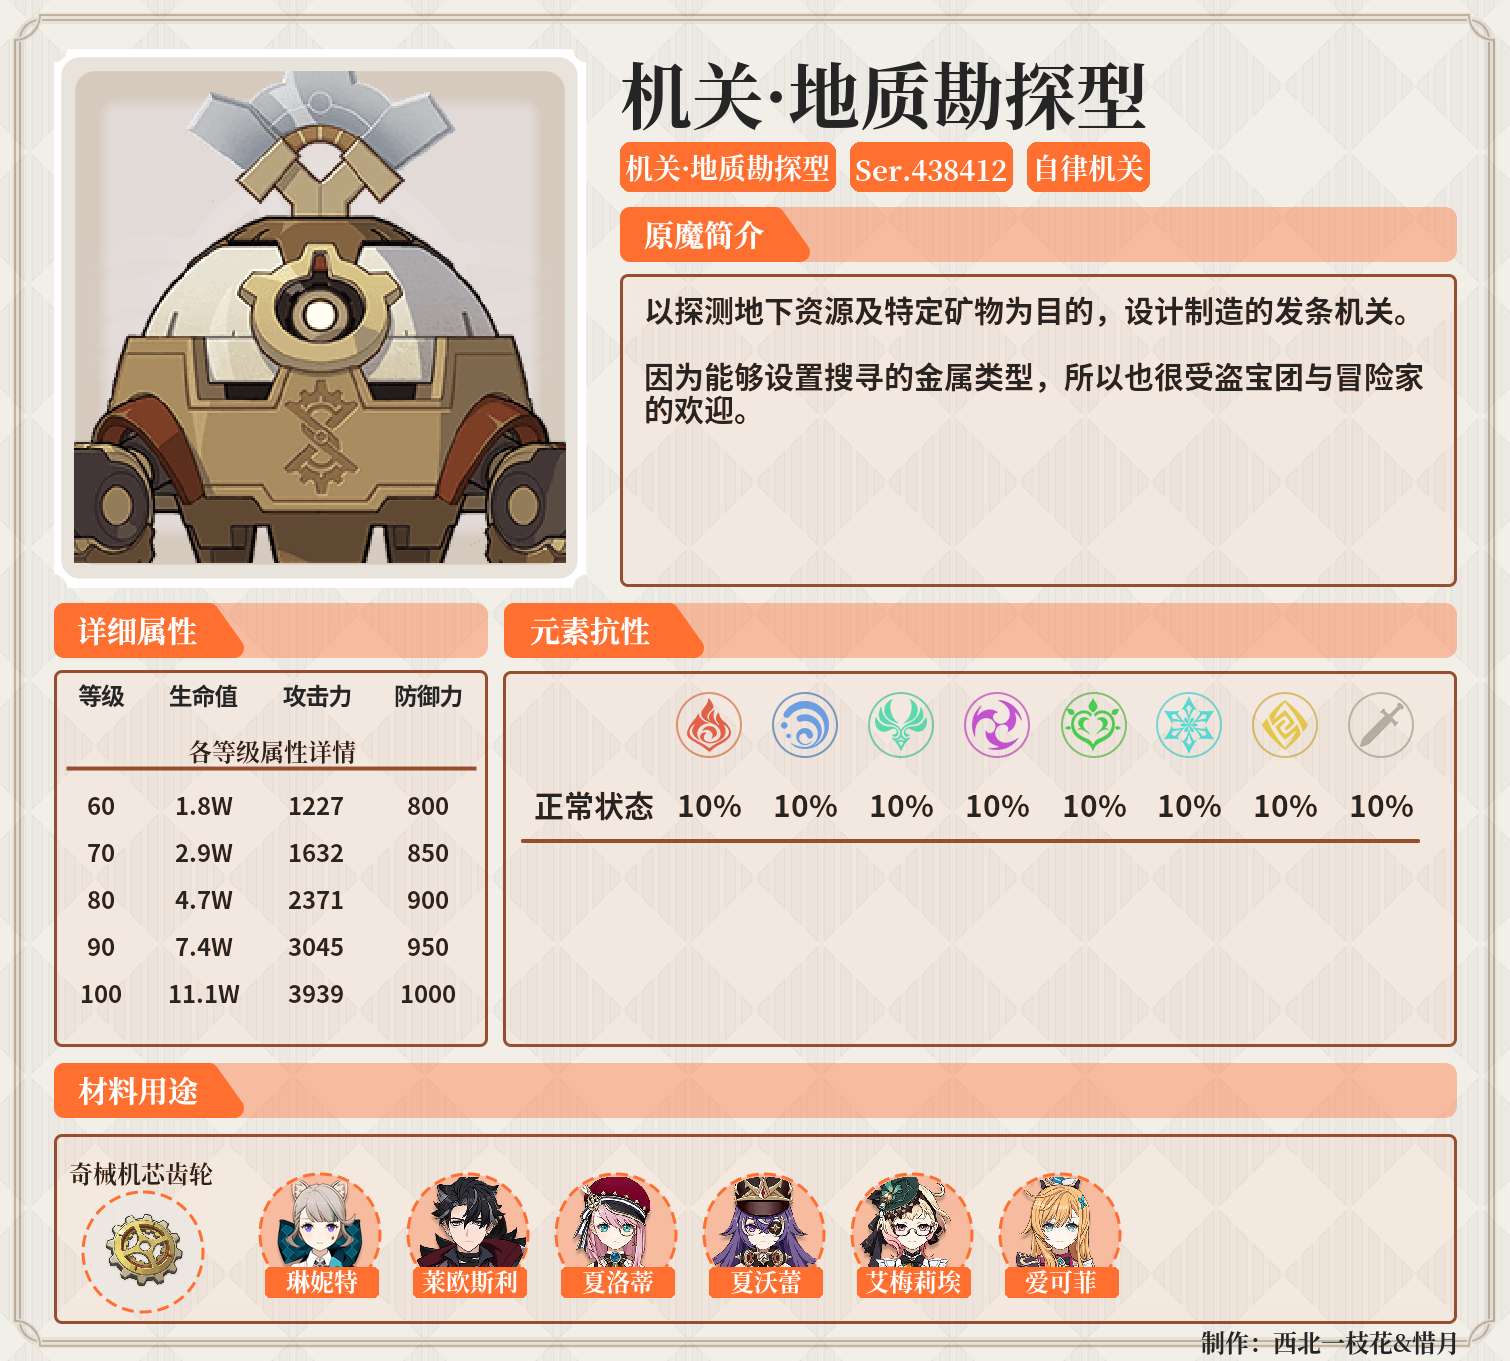 机关·地质勘探型
机关·地质勘探型 Ser.438412 自律机关
原魔简介
以探测地下资源及特定矿物为目的，设计制造的发条机关。
因为能够设置搜寻的金属类型，所以也很受盗宝团与冒险家
的欢迎。
详细属性
等级 生命值 攻击力 防御力
各等级属性详情
60 1.8W 1227 800
70 2.9W 1632 850
80 4.7W 2371 900
90 7.4W 3045 950
100 11.1W 3939 1000
元素抗性
正常状态 10% 10% 10% 10% 10% 10% 10% 10%
材料用途
奇械机芯齿轮
琳妮特 莱欧斯利 夏洛蒂 夏沃蕾 艾梅莉埃 爱可菲
制作：西北一枝花&惜月